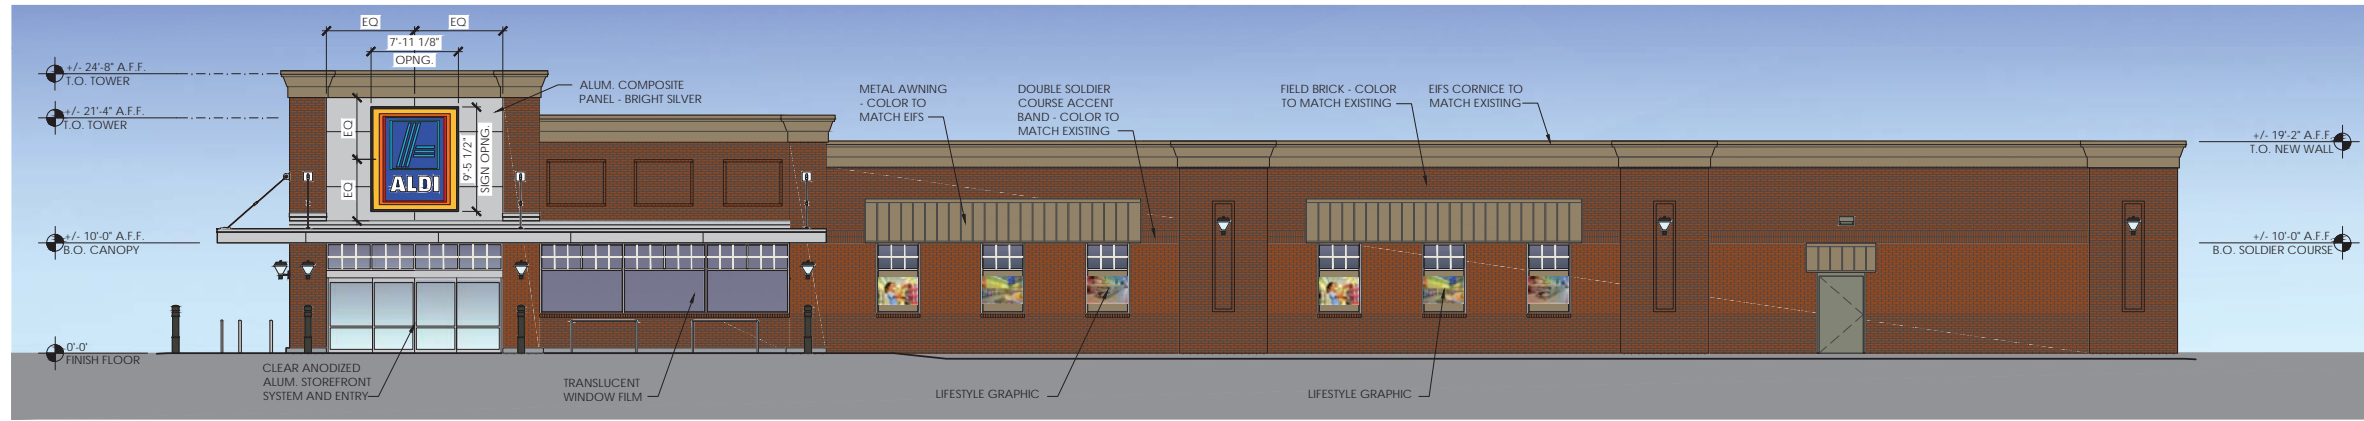 EQ
EQ
7'-11 1/8"
OPNG.
+/- 24'-8" A.F.F.
T.O. TOWER
+/- 21'-4" A.F.F.
T.O. TOWER
EQ
EQ
9'-5 1/2"
SIGN OPNG.
ALDI
ALUM. COMPOSITE
PANEL - BRIGHT SILVER
METAL AWNING
- COLOR TO
MATCH EIFS
DOUBLE SOLDIER
COURSE ACCENT
BAND - COLOR TO
MATCH EXISTING
FIELD BRICK - COLOR
TO MATCH EXISTING
EIFS CORNICE TO
MATCH EXISTING
+/- 19'-2" A.F.F.
T.O. NEW WALL
+/- 10'-0" A.F.F.
B.O. CANOPY
+/- 10'-0" A.F.F.
B.O. SOLDIER COURSE
0'-0'
FINISH FLOOR
CLEAR ANODIZED
ALUM. STOREFRONT
SYSTEM AND ENTRY
TRANSLUCENT
WINDOW FILM
LIFESTYLE GRAPHIC
LIFESTYLE GRAPHIC